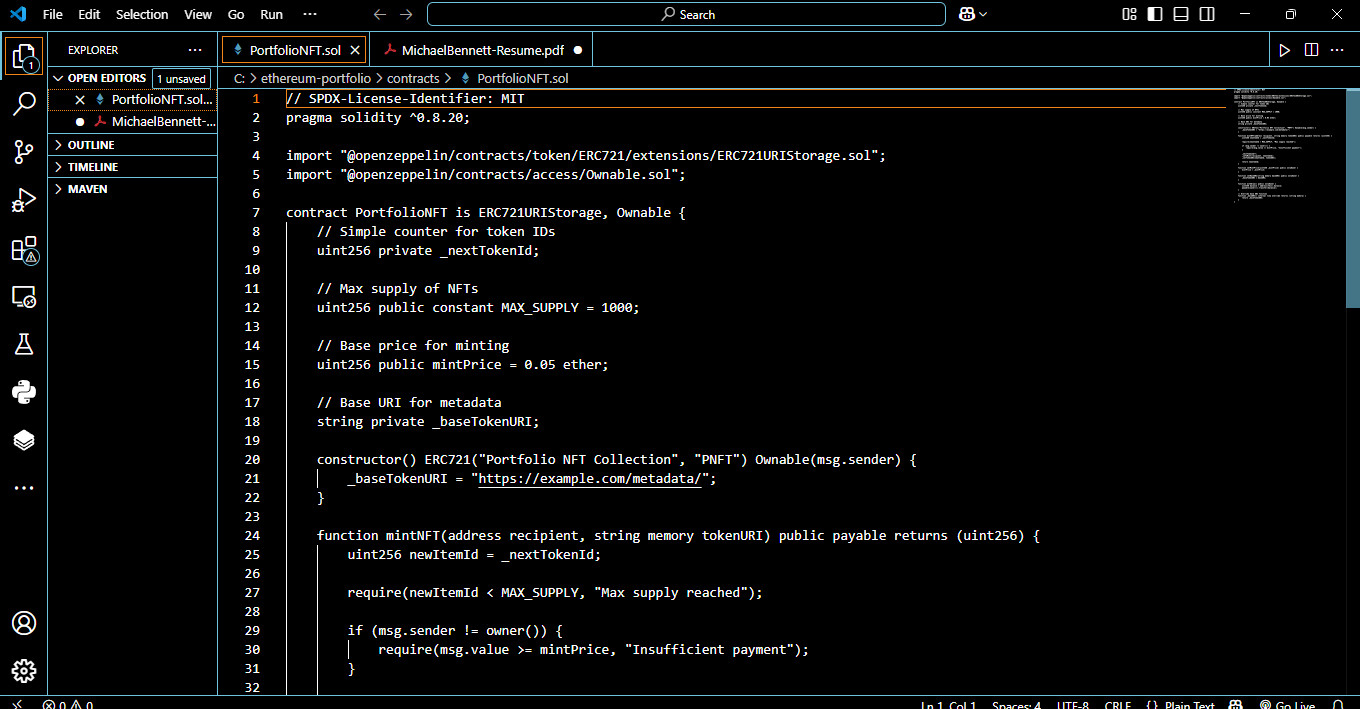 File Edit Selection View Go Run ··· Search
EXPLORER ···
OPEN EDITORS 1 unsaved
PortfolioNFT.sol...
MichaelBennett-...
OUTLINE
TIMELINE
MAVEN
1
PortfolioNFT.sol MichaelBennett-Resume.pdf
C: > ethereum-portfolio > contracts > PortfolioNFT.sol
1 // SPDX-License-Identifier: MIT
2 pragma solidity ^0.8.20;
3
4 import "@openzeppelin/contracts/token/ERC721/extensions/ERC721URIStorage.sol";
5 import "@openzeppelin/contracts/access/Ownable.sol";
6
7 contract PortfolioNFT is ERC721URIStorage, Ownable {
8 // Simple counter for token IDs
9 uint256 private _nextTokenId;
10
11 // Max supply of NFTs
12 uint256 public constant MAX_SUPPLY = 1000;
13
14 // Base price for minting
15 uint256 public mintPrice = 0.05 ether;
16
17 // Base URI for metadata
18 string private _baseTokenURI;
19
20 constructor() ERC721("Portfolio NFT Collection", "PNFT") Ownable(msg.sender) {
21 _baseTokenURI = "https://example.com/metadata/";
22 }
23
24 function mintNFT(address recipient, string memory tokenURI) public payable returns (uint256) {
25 uint256 newItemId = _nextTokenId;
26
27 require(newItemId < MAX_SUPPLY, "Max supply reached");
28
29 if (msg.sender != owner()) {
30 require(msg.value >= mintPrice, "Insufficient payment");
31 }
32
0 0 Ln 1, Col 1 Spaces: 4 UTF-8 CRLF {} Plain Text Go Live